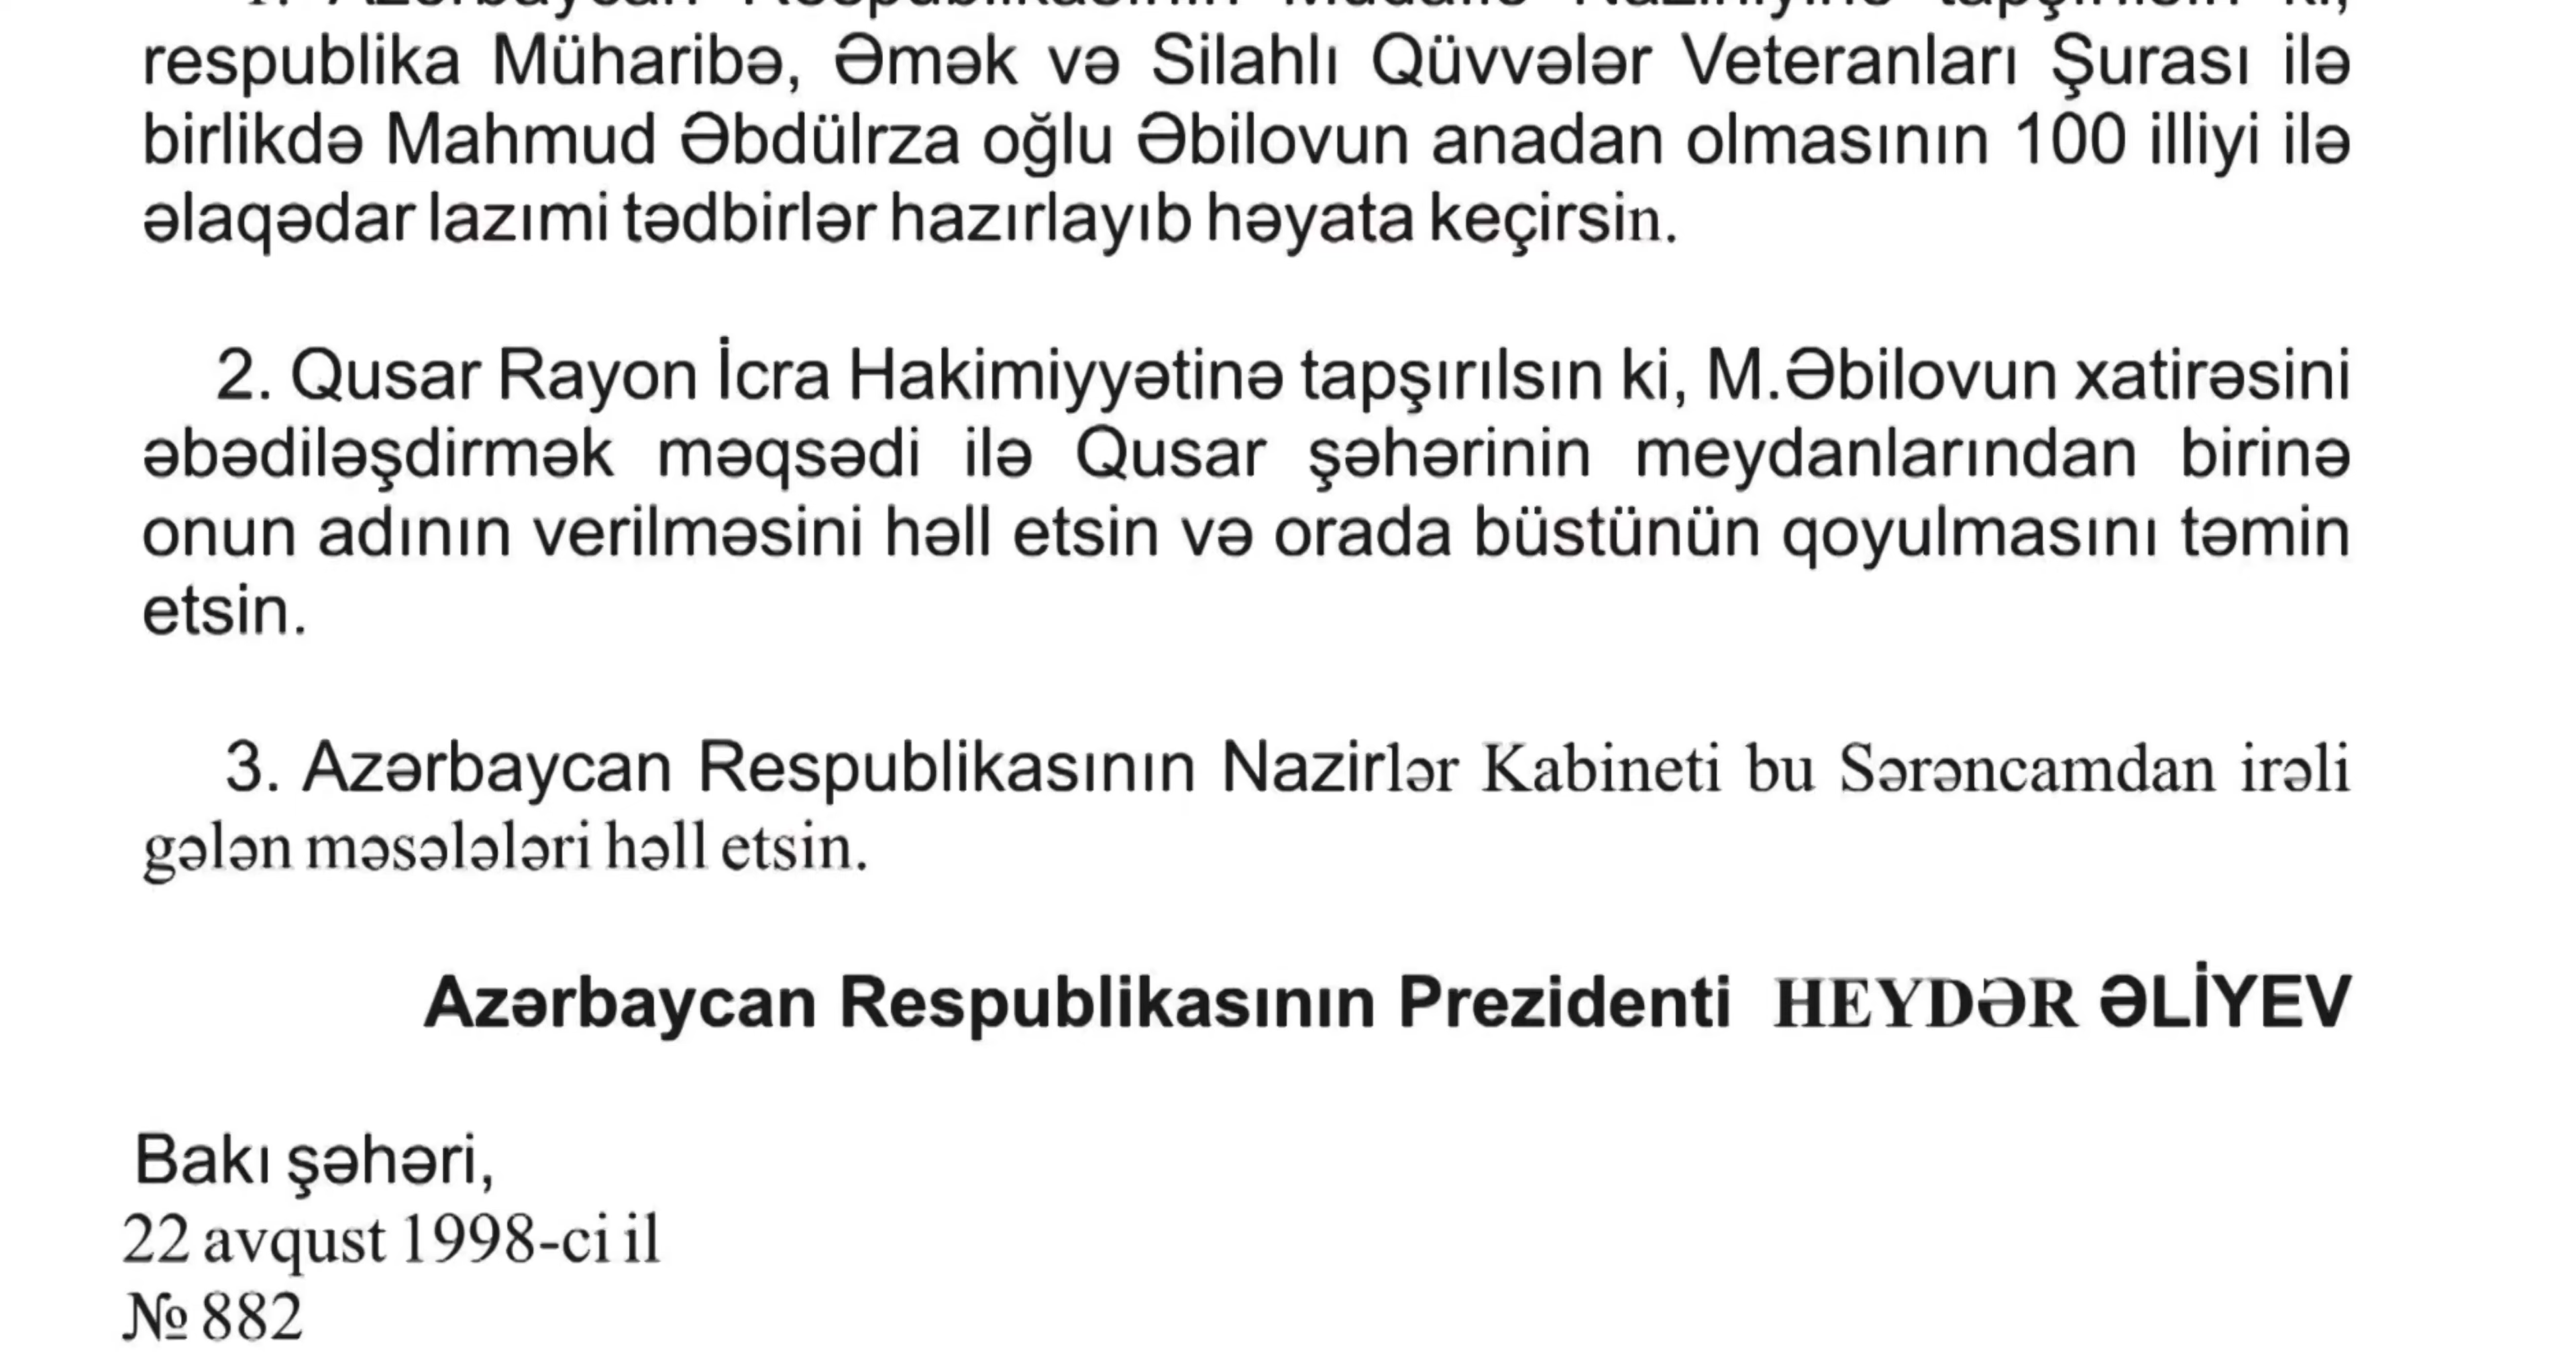 respublika Müharibə, Əmək və Silahlı Qüvvələr Veteranları Şurası ilə
birlikdə Mahmud Əbdülrza oğlu Əbilovun anadan olmasının 100 illiyi ilə
əlaqədar lazımi tədbirlər hazırlayıb həyata keçirsin.
2. Qusar Rayon İcra Hakimiyyətinə tapşırılsın ki, M.Əbilovun xatirəsini
əbədiləşdirmək məqsədi ilə Qusar şəhərinin meydanlarından birinə
onun adının verilməsini həll etsin və orada büstünün qoyulmasını təmin
etsin.
3. Azərbaycan Respublikasının Nazirlər Kabineti bu Sərəncamdan irəli
gələn məsələləri həll etsin.
Azərbaycan Respublikasının Prezidenti HEYDƏR ƏLİYEV
Bakı şəhəri,
22 avqust 1998-ci il
№ 882